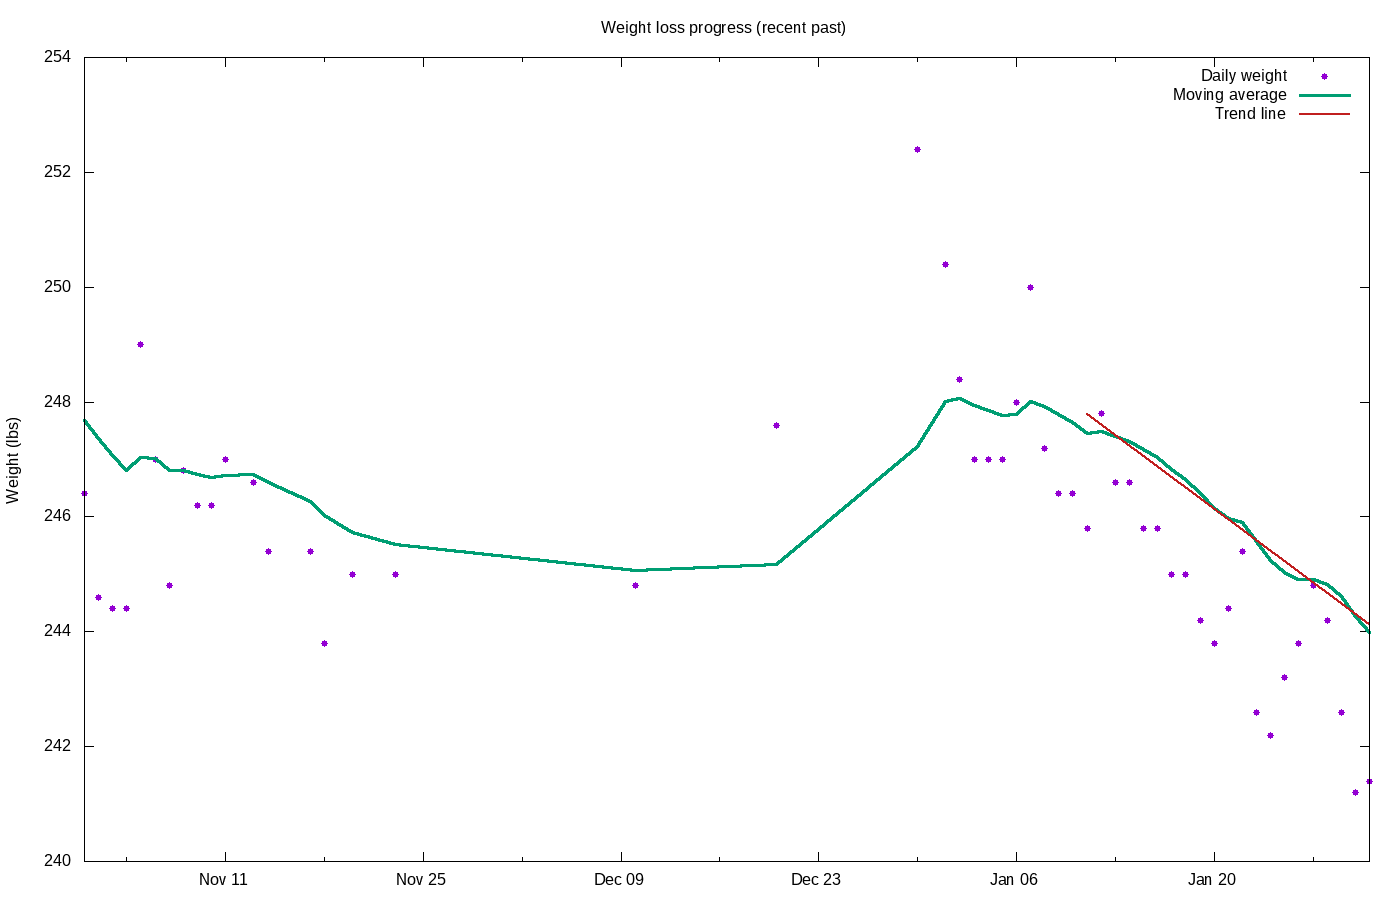 Weight loss progress (recent past)
254
252
250
248
246
244
242
240
Weight (lbs)
Daily weight
Moving average
Trend line
Nov 11
Nov 25
Dec 09
Dec 23
Jan 06
Jan 20